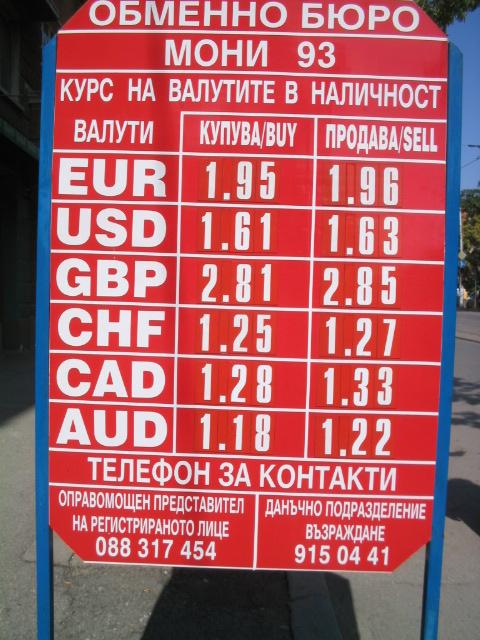 ОБМЕННО БЮРО
МОНИ 93
КУРС НА ВАЛУТИТЕ В НАЛИЧНОСТ
ВАЛУТИ КУПУВА/BUY ПРОДАВА/SELL
EUR 1.95 1.96
USD 1.61 1.63
GBP 2.81 2.85
CHF 1.25 1.27
CAD 1.28 1.33
AUD 1.18 1.22
ТЕЛЕФОН ЗА КОНТАКТИ
ОПРАВОМОЩЕН ПРЕДСТАВИТЕЛ
НА РЕГИСТРИРАНОТО ЛИЦЕ
088 317 454
ДАНЪЧНО ПОДРАЗДЕЛЕНИЕ
ВЪЗРАЖДАНЕ
915 04 41